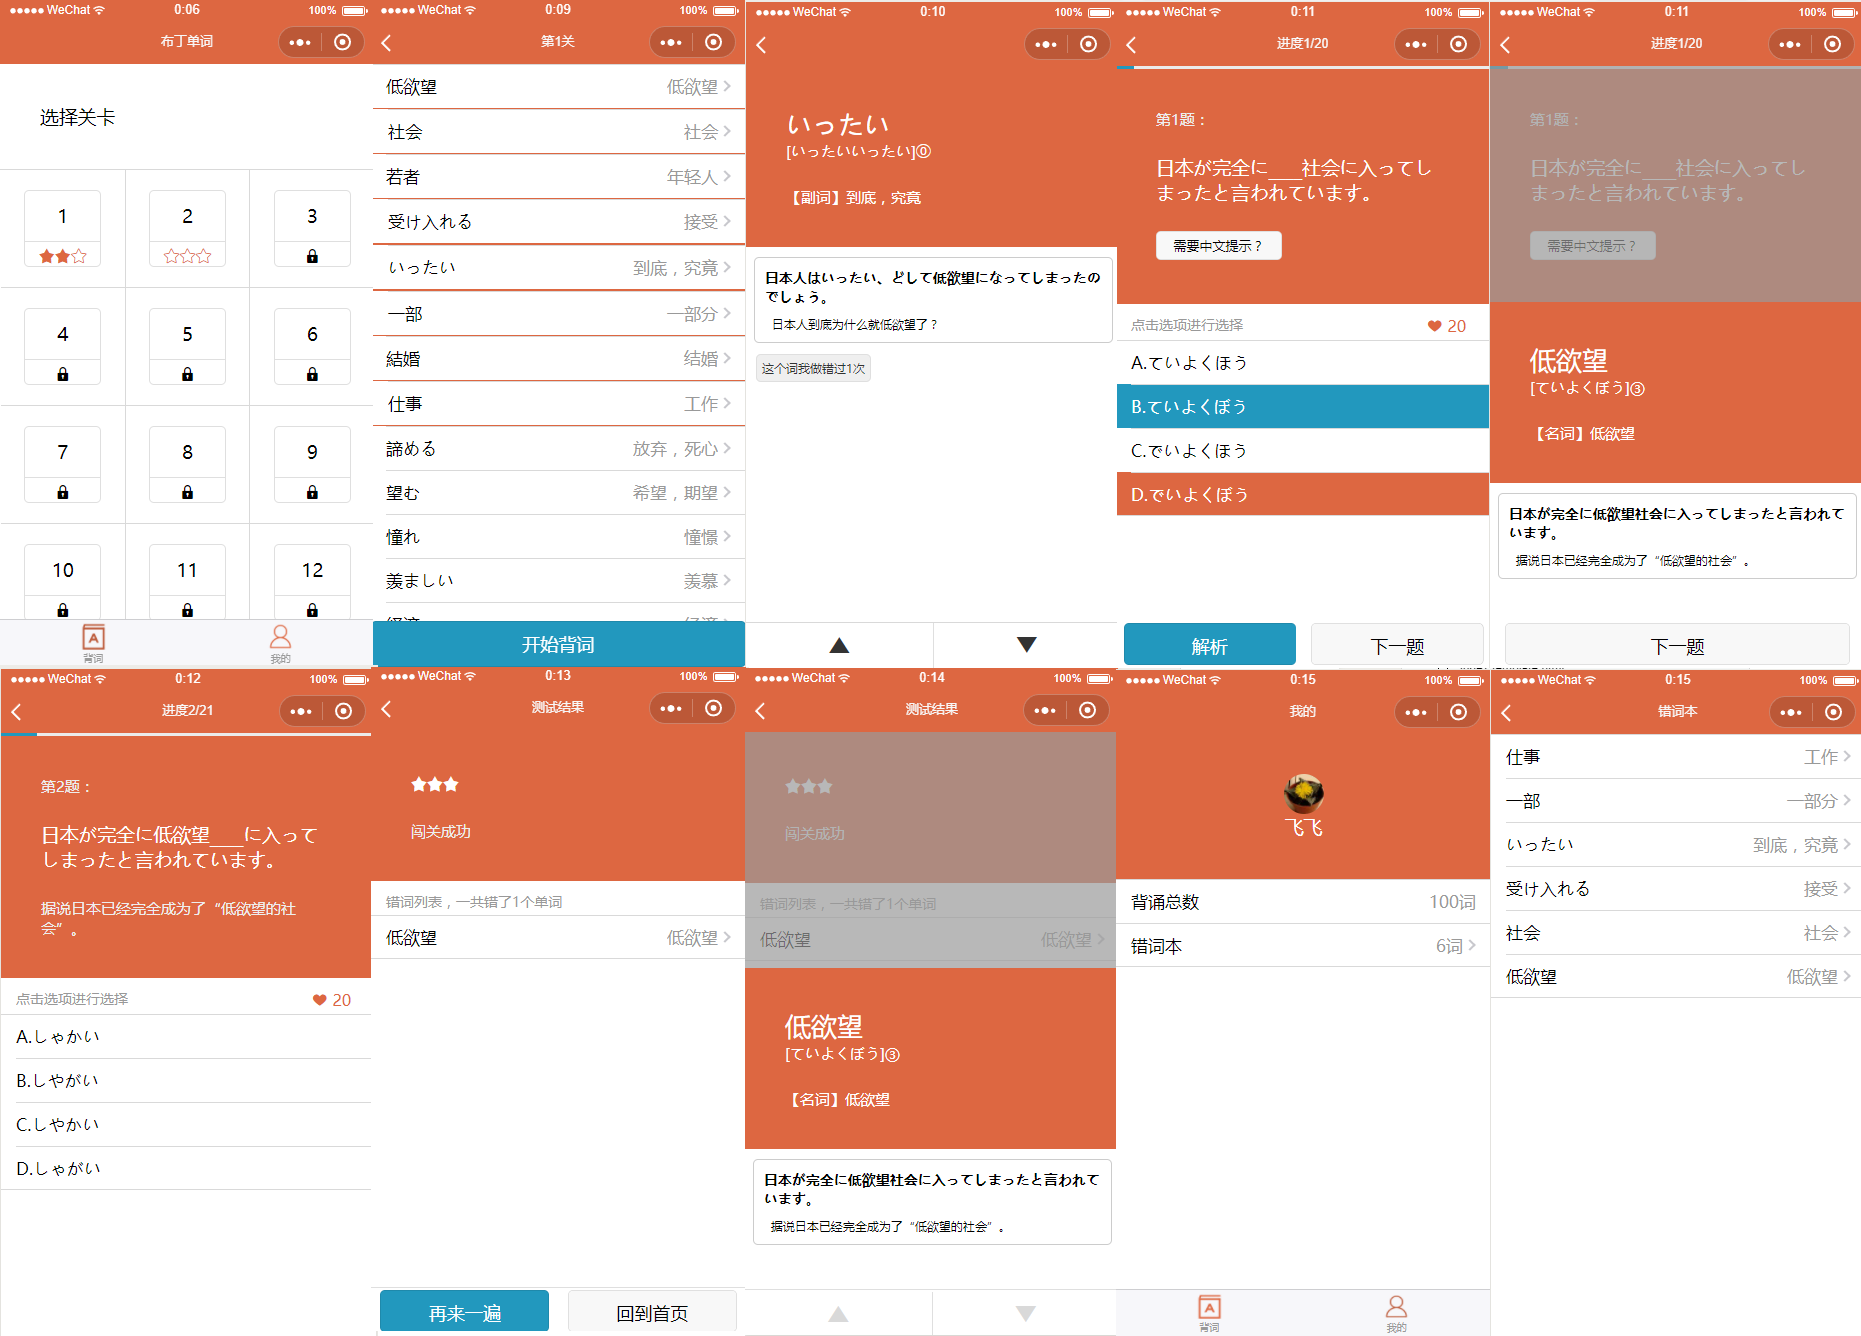 WeChat 0:06 100%
布丁单词
选择关卡
1 2 3
4 5 6
7 8 9
10 11 12
背词 我的
WeChat 0:09 100%
第1关
低欲望 低欲望
社会 社会
若者 年轻人
受け入れる 接受
いったい 到底，究竟
一部 一部分
結婚 结婚
仕事 工作
諦める 放弃，死心
望む 希望，期望
憧れ 憧憬
羨ましい 羡慕
开始背词
WeChat 0:10 100%
いったい
[いったいいったい]⓪
【副词】到底，究竟
日本人はいったい、どして低欲望になってしまったの
でしょう。
日本人到底为什么就低欲望了？
这个词我做错过1次
WeChat 0:11 100%
进度1/20
第1题：
日本が完全に___社会に入ってし
まったと言われています。
需要中文提示？
点击选项进行选择 20
A.ていよくほう
B.ていよくぼう
C.でいよくほう
D.でいよくぼう
解析 下一题
WeChat 0:11 100%
进度1/20
第1题：
日本が完全に___社会に入ってし
まったと言われています。
需要中文提示？
低欲望
[ていよくぼう]③
【名词】低欲望
日本が完全に低欲望社会に入ってしまったと言われて
います。
据说日本已经完全成为了“低欲望的社会”。
下一题
WeChat 0:12 100%
进度2/21
第2题：
日本が完全に低欲望___に入って
しまったと言われています。
据说日本已经完全成为了“低欲望的社
会”。
点击选项进行选择 20
A.しゃかい
B.しやがい
C.しやかい
D.しゃがい
WeChat 0:13 100%
测试结果
闯关成功
错词列表，一共错了1个单词
低欲望 低欲望
再来一遍 回到首页
WeChat 0:14 100%
测试结果
闯关成功
错词列表，一共错了1个单词
低欲望 低欲望
低欲望
[ていよくぼう]③
【名词】低欲望
日本が完全に低欲望社会に入ってしまったと言われて
います。
据说日本已经完全成为了“低欲望的社会”。
WeChat 0:15 100%
我的
飞飞
背诵总数 100词
错词本 6词
背词 我的
WeChat 0:15 100%
错词本
仕事 工作
一部 一部分
いったい 到底，究竟
受け入れる 接受
社会 社会
低欲望 低欲望